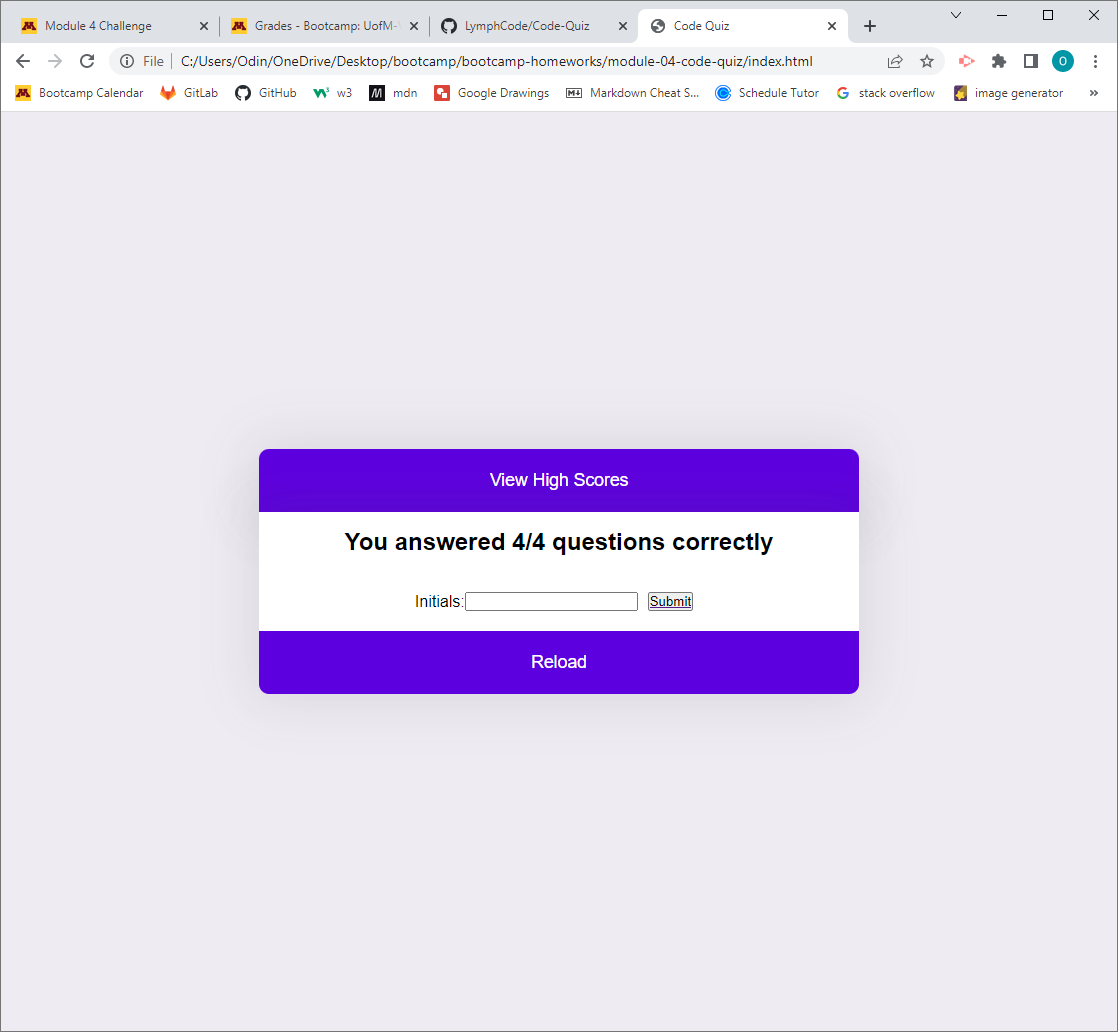 Module 4 Challenge
Grades - Bootcamp: UofM-
LymphCode/Code-Quiz
Code Quiz
File
C:/Users/Odin/OneDrive/Desktop/bootcamp/bootcamp-homeworks/module-04-code-quiz/index.html
O
Bootcamp Calendar
GitLab
GitHub
w3
mdn
Google Drawings
Markdown Cheat S...
Schedule Tutor
stack overflow
image generator
»
View High Scores
You answered 4/4 questions correctly
Initials: Submit
Reload